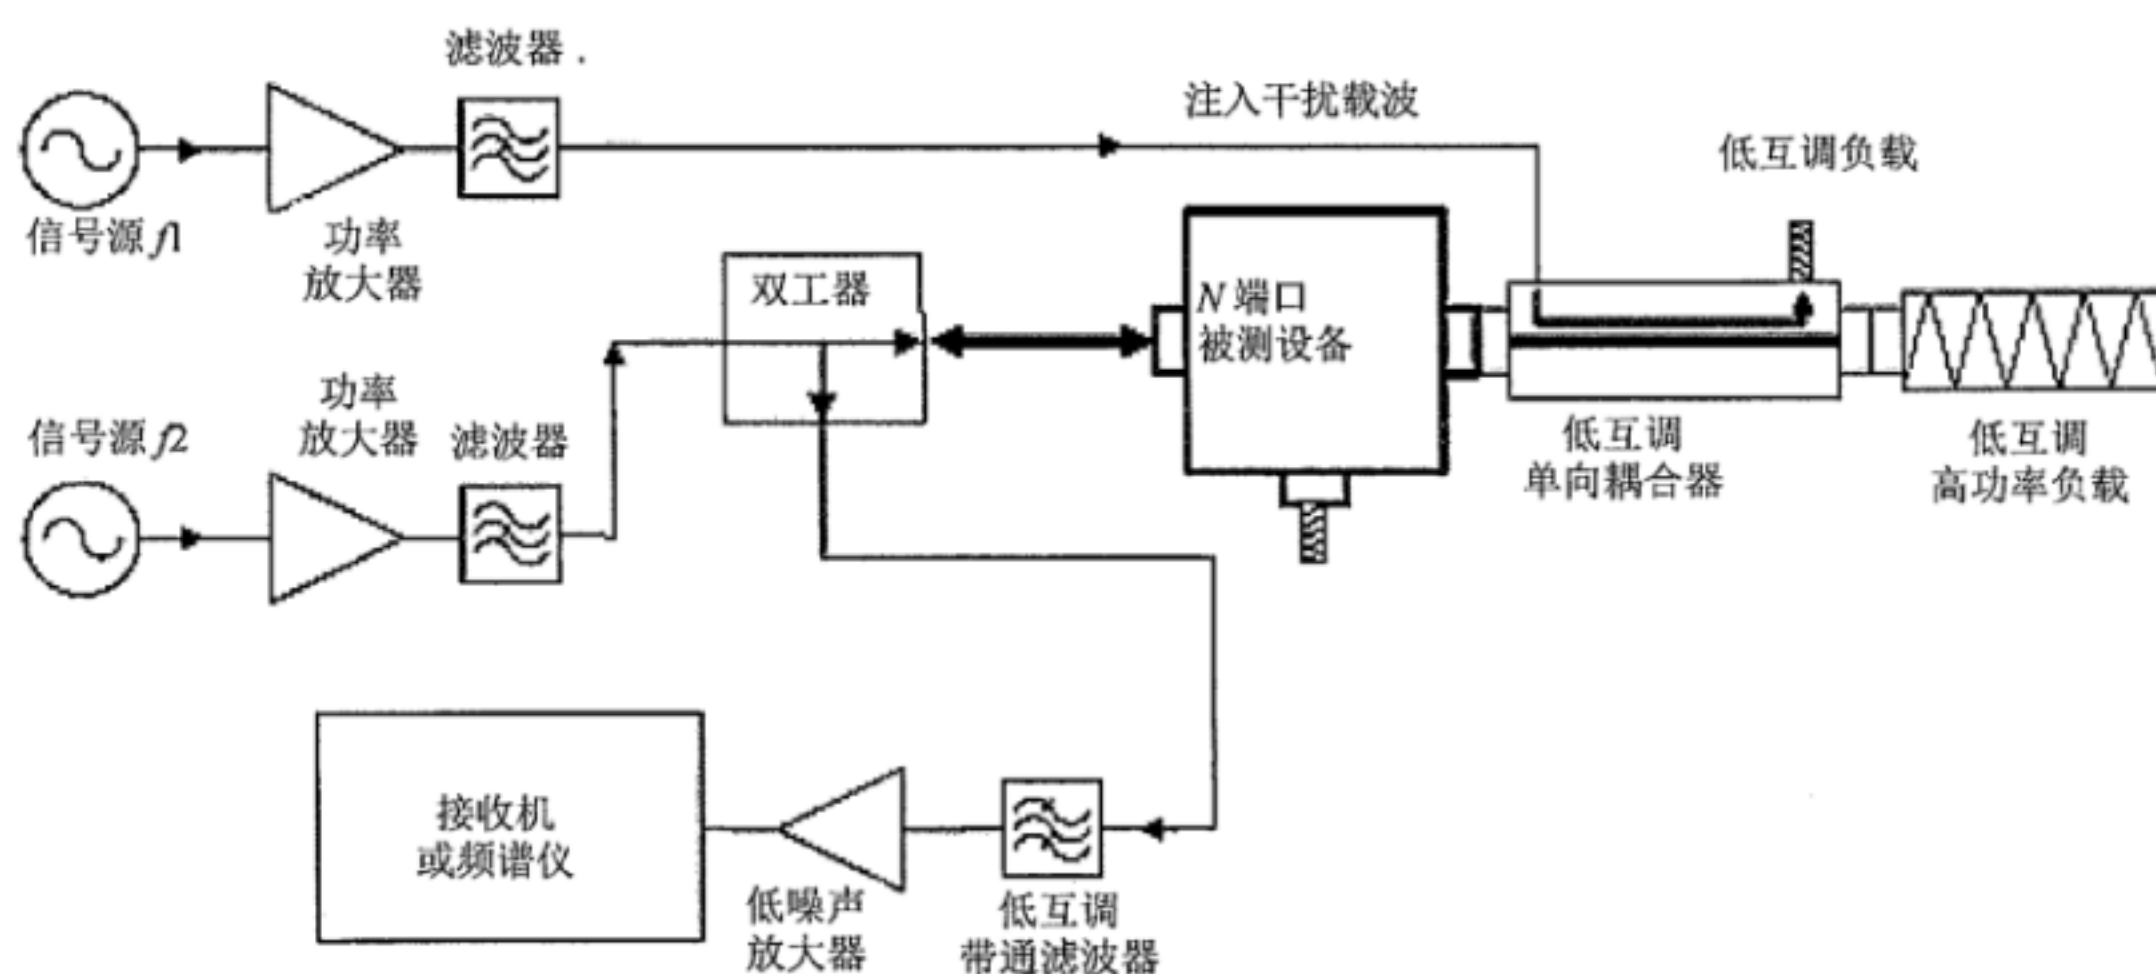 滤波器.
注入干扰载波
低互调负载
信号源 f1
功率
放大器
双工器
N 端口
被测设备
功率
放大器
信号源 f2
滤波器
低互调
单向耦合器
低互调
高功率负载
接收机
或频谱仪
低噪声
放大器
低互调
带通滤波器